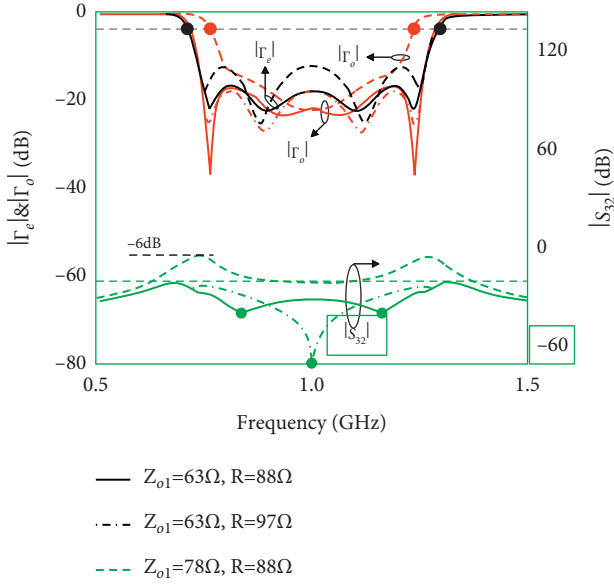 0
−20
−40
−60
−80
|Γe|&|Γo| (dB)
|Γe|
|Γo|
|Γo|
−6dB
|S32|
120
60
0
−60
|S32| (dB)
0.5
1.0
1.5
Frequency (GHz)
Zo1=63Ω, R=88Ω
Zo1=63Ω, R=97Ω
Zo1=78Ω, R=88Ω